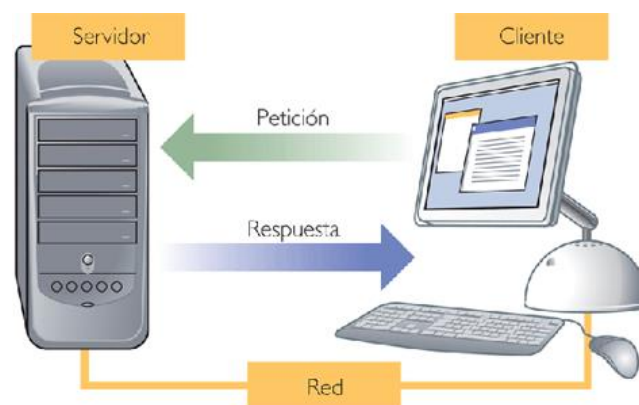 Servidor
Cliente
Petición
Respuesta
Red